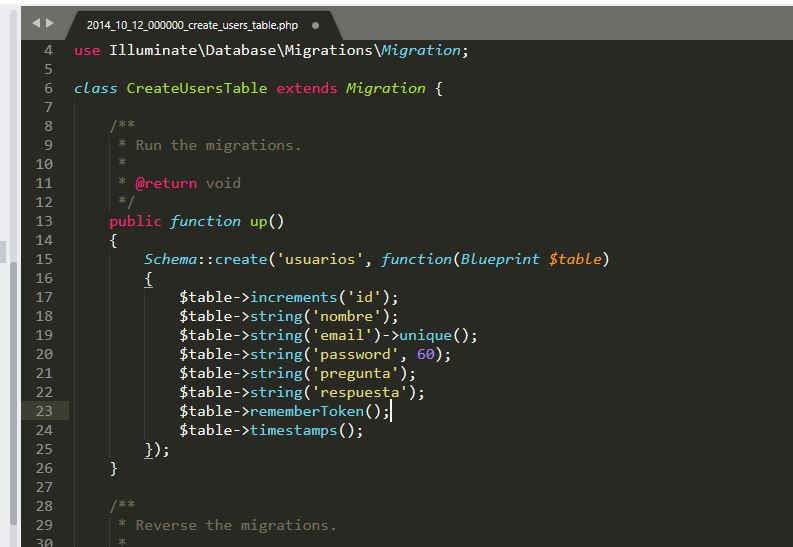 2014_10_12_000000_create_users_table.php
4 use Illuminate\Database\Migrations\Migration;
5
6 class CreateUsersTable extends Migration {
7
8 /**
9 * Run the migrations.
10 *
11 * @return void
12 */
13 public function up()
14 {
15 Schema::create('usuarios', function(Blueprint $table)
16 {
17 $table->increments('id');
18 $table->string('nombre');
19 $table->string('email')->unique();
20 $table->string('password', 60);
21 $table->string('pregunta');
22 $table->string('respuesta');
23 $table->rememberToken();
24 $table->timestamps();
25 });
26 }
27
28 /**
29 * Reverse the migrations.
30 *